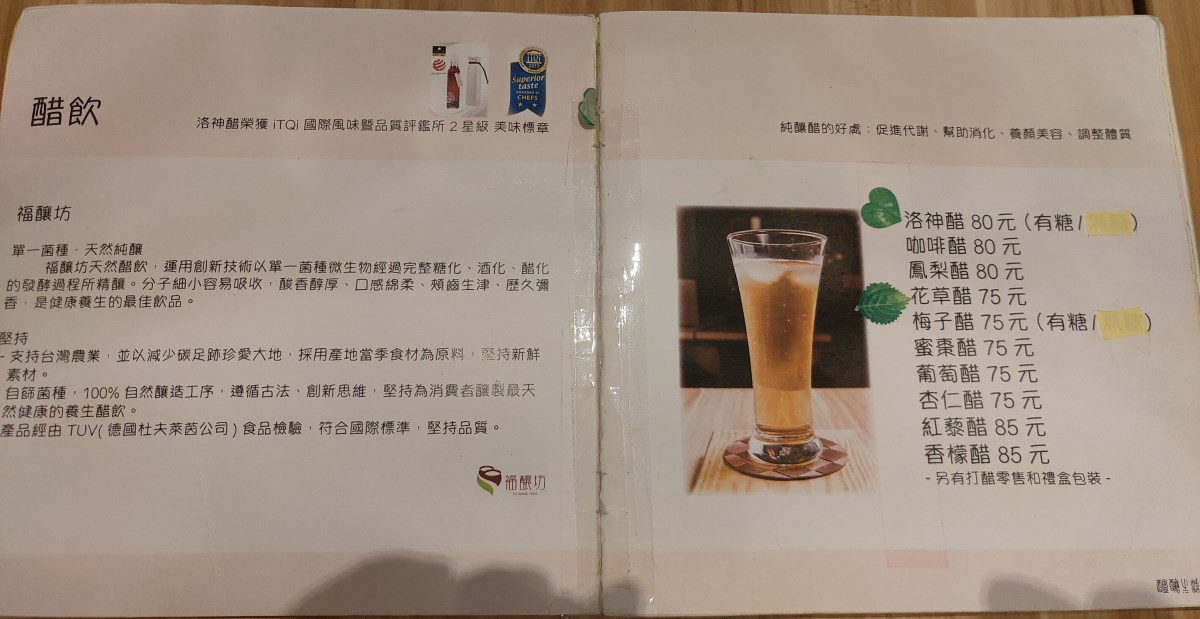 醋飲
洛神醋榮獲 iTQi 國際風味暨品質評鑑所 2 星級 美味標章
iTQi
Superior
taste
CHEFS
福釀坊
單一菌種、天然純釀
福釀坊天然醋飲，運用創新技術以單一菌種微生物經過完整糖化、酒化、醋化
的發酵過程所精釀。分子細小容易吸收，酸香醇厚、口感綿柔、頰齒生津、歷久彌
香，是健康養生的最佳飲品。
堅持
- 支持台灣農業，並以減少碳足跡珍愛大地，採用產地當季食材為原料，堅持新鮮
素材。
自篩菌種，100% 自然釀造工序，遵循古法、創新思維，堅持為消費者釀製最天
然健康的養生醋飲。
產品經由 TUV( 德國杜夫萊茵公司 ) 食品檢驗，符合國際標準，堅持品質。
福釀坊
純釀醋的好處：促進代謝、幫助消化、養顏美容、調整體質
洛神醋 80 元 (有糖 / )
咖啡醋 80 元
鳳梨醋 80 元
花草醋 75 元
梅子醋 75 元 (有糖 / )
蜜棗醋 75 元
葡萄醋 75 元
杏仁醋 75 元
紅藜醋 85 元
香檬醋 85 元
- 另有打醋零售和禮盒包裝 -